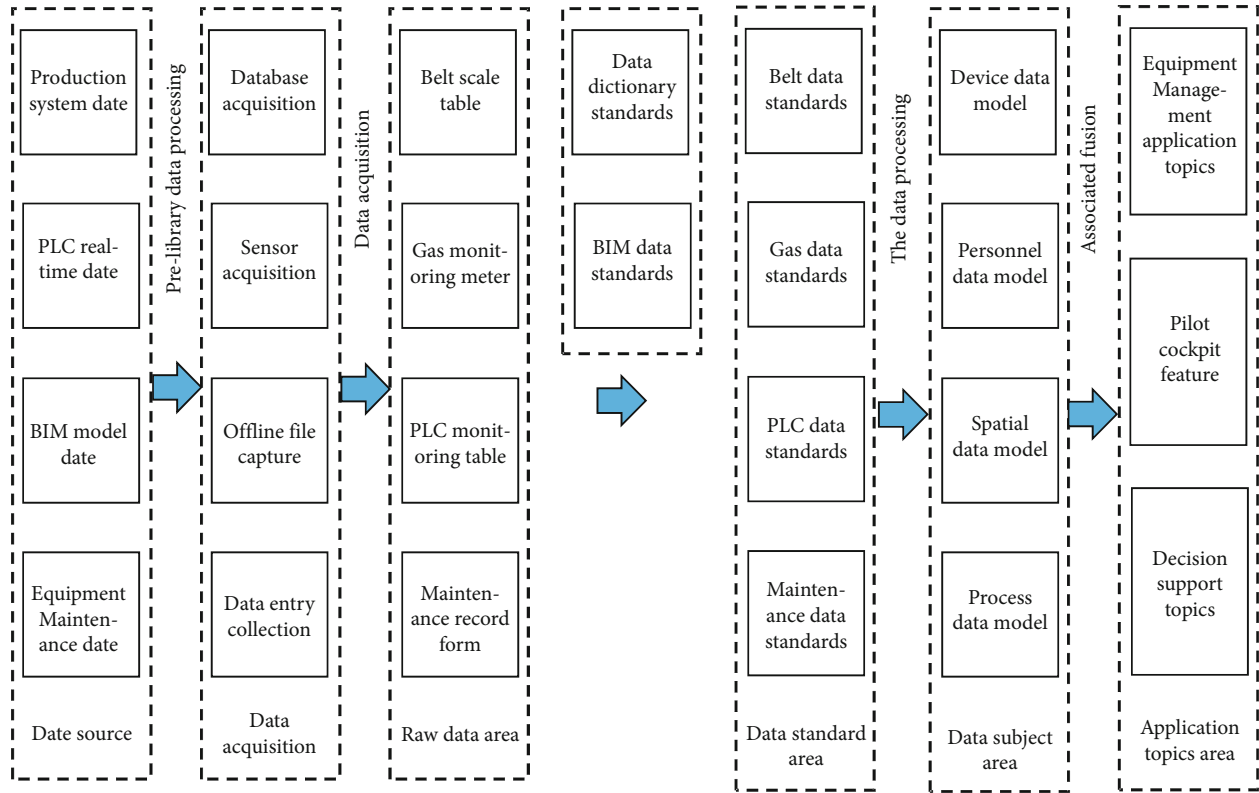 Production
system date
PLC real-
time date
BIM model
date
Equipment
Mainten-
ance date
Date source
Pre-library data processing
Database
acquisition
Sensor
acquisition
Offline file
capture
Data entry
collection
Data
acquisition
Data acquisition
Belt scale
table
Gas monit-
oring meter
PLC monit-
oring table
Mainten-
ance record
form
Raw data area
Data
dictionary
standards
BIM data
standards
Belt data
standards
Gas data
standards
PLC data
standards
Mainten-
ance data
standards
Data standard
area
The data processing
Device data
model
Personnel
data model
Spatial
data model
Process
data model
Data subject
area
Associated fusion
Equipment
Manage-
ment
application
topics
Pilot
cockpit
feature
Decision
support
topics
Application
topics area